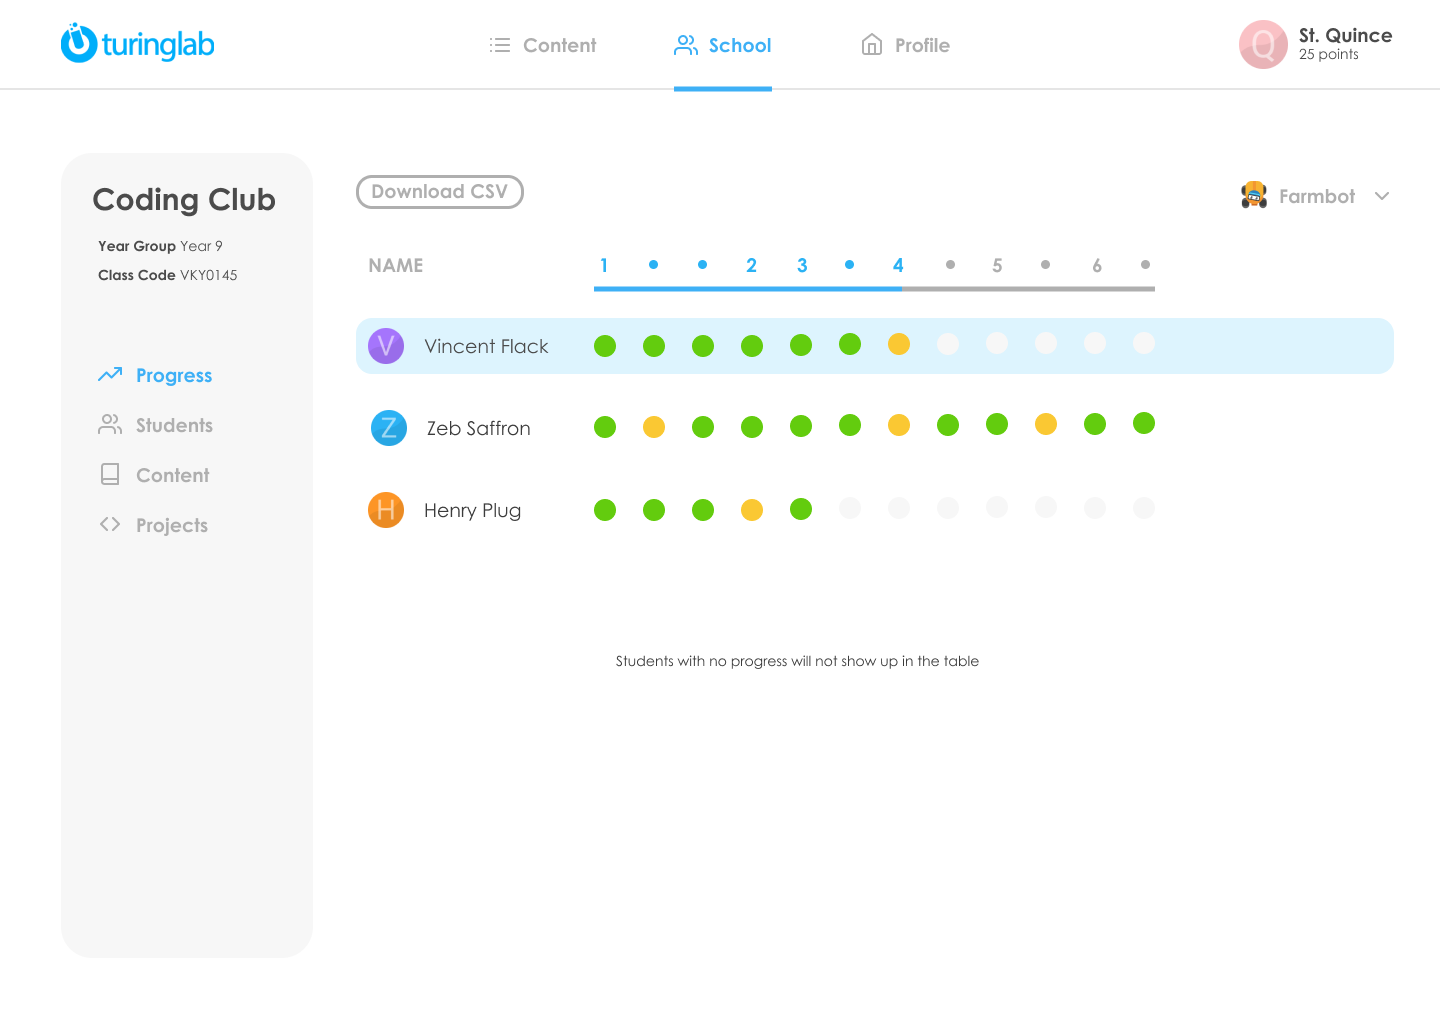 turinglab
Content
School
Profile
Q
St. Quince
25 points
Coding Club
Year Group Year 9
Class Code VKY0145
Progress
Students
Content
Projects
Download CSV
Farmbot
NAME 1 • • 2 3 • 4 • 5 • 6 •
V Vincent Flack
Z Zeb Saffron
H Henry Plug
Students with no progress will not show up in the table